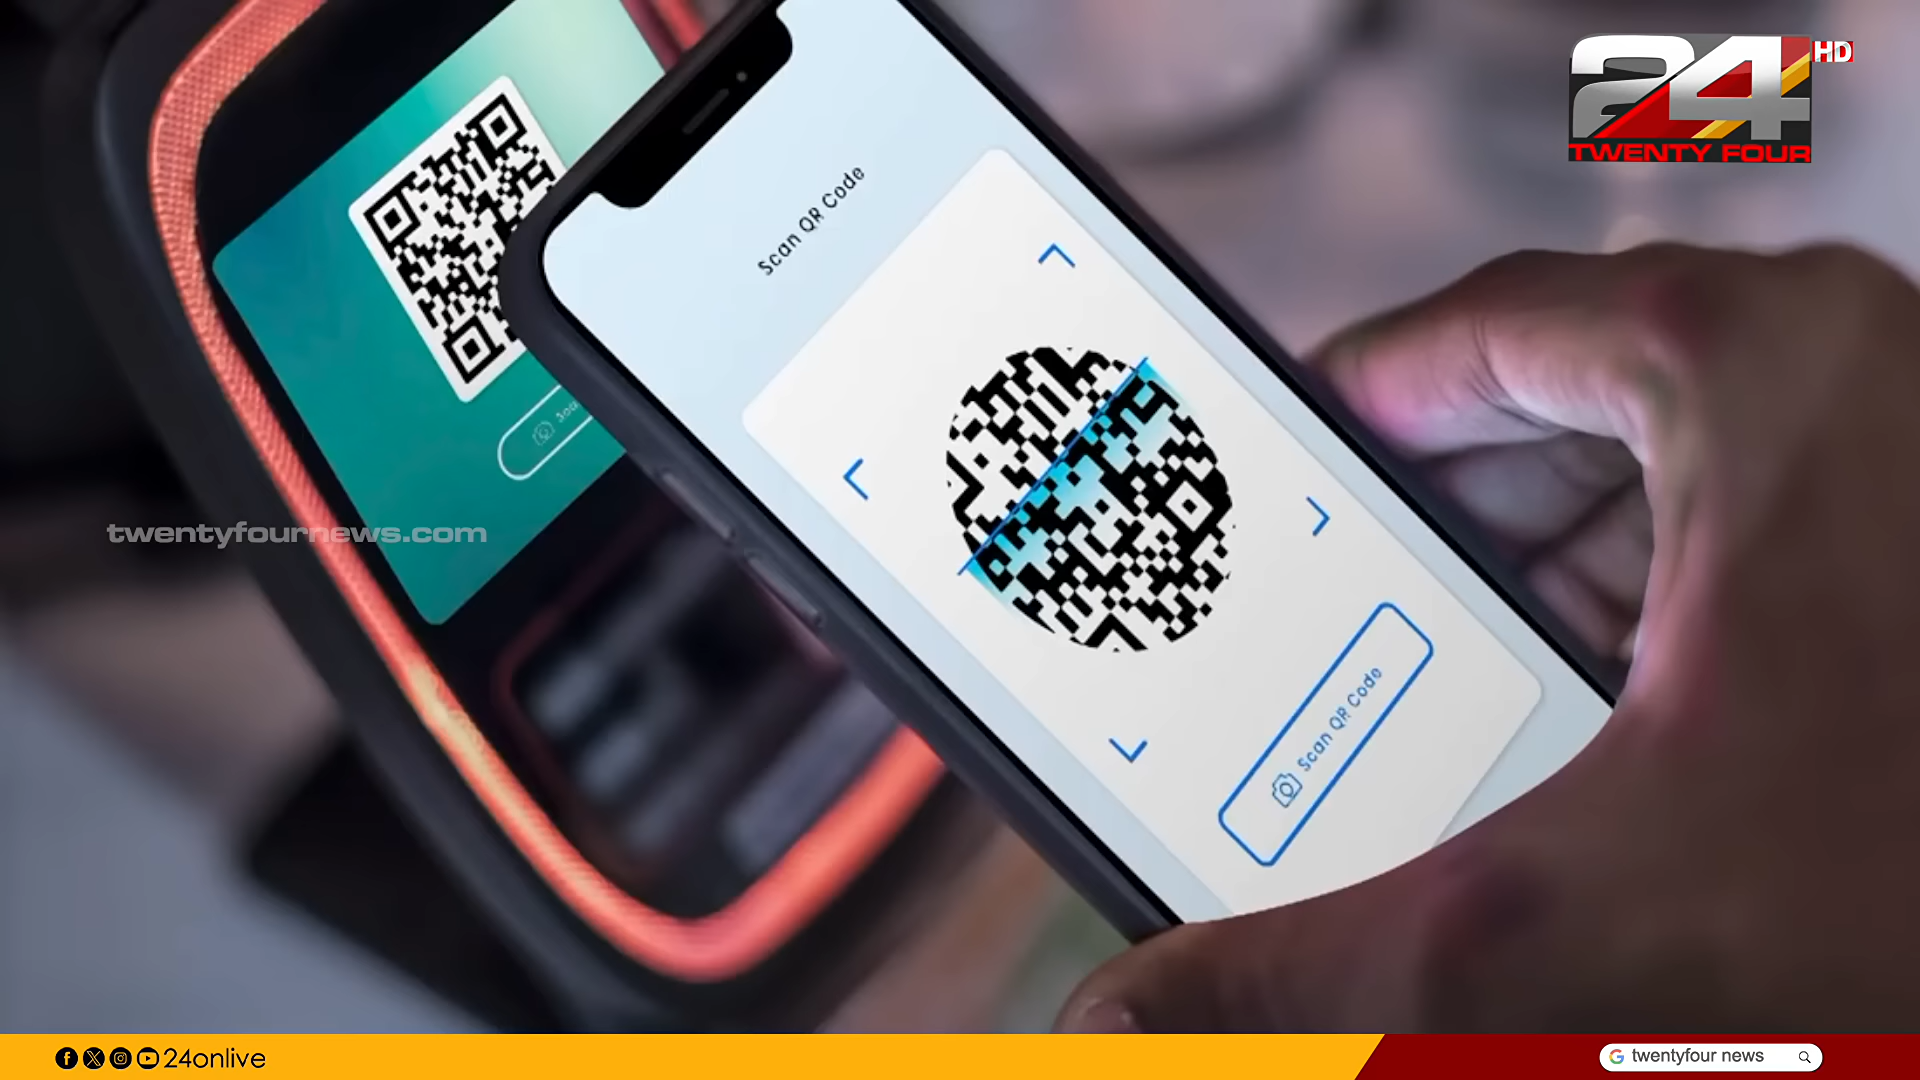 24
HD
TWENTY FOUR
Scan QR Code
Scan QR Code
twentyfournews.com
24onlive
twentyfour news